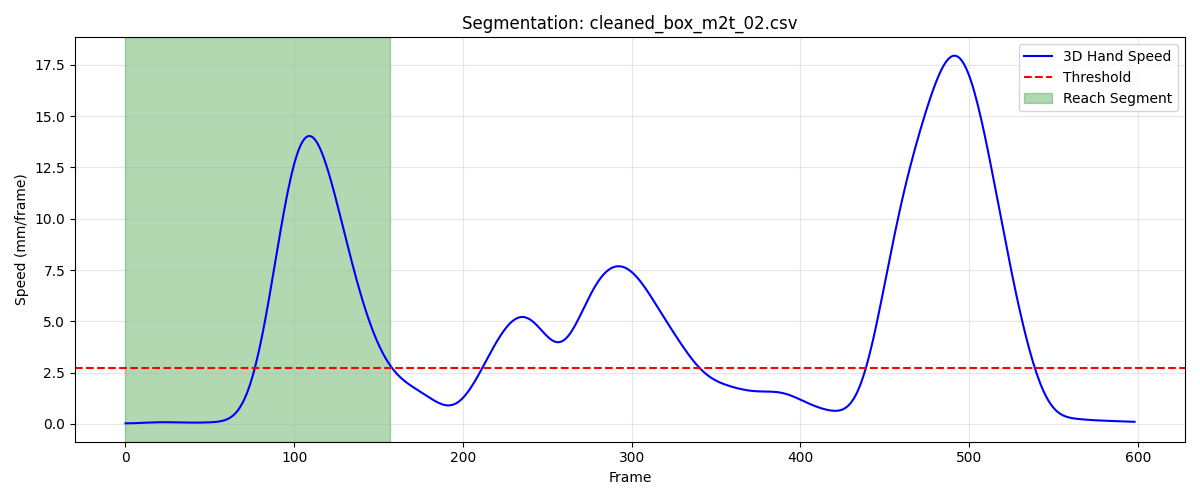 Segmentation: cleaned_box_m2t_02.csv
3D Hand Speed
Threshold
Reach Segment
Speed (mm/frame)
17.5
15.0
12.5
10.0
7.5
5.0
2.5
0.0
0 100 200 300 400 500 600
Frame